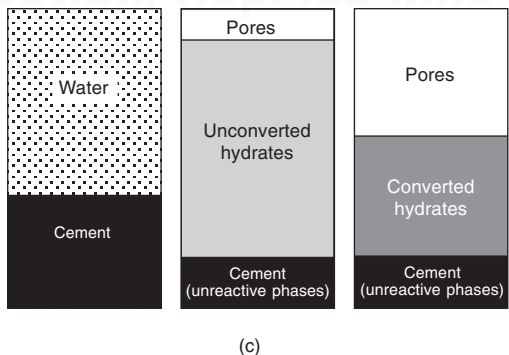 Water
Cement
Pores
Unconverted
hydrates
Cement
(unreactive phases)
Pores
Converted
hydrates
Cement
(unreactive phases)
(c)